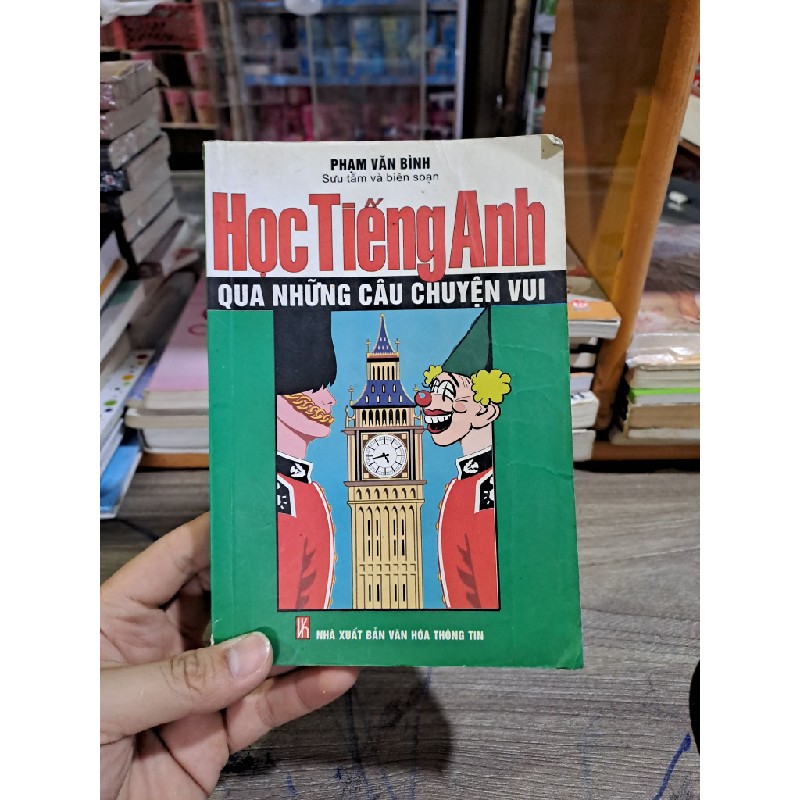 PHẠM VĂN BÌNH
Sưu tầm và biên soạn
Học Tiếng Anh
QUA NHỮNG CÂU CHUYỆN VUI
NHÀ XUẤT BẢN VĂN HÓA THÔNG TIN